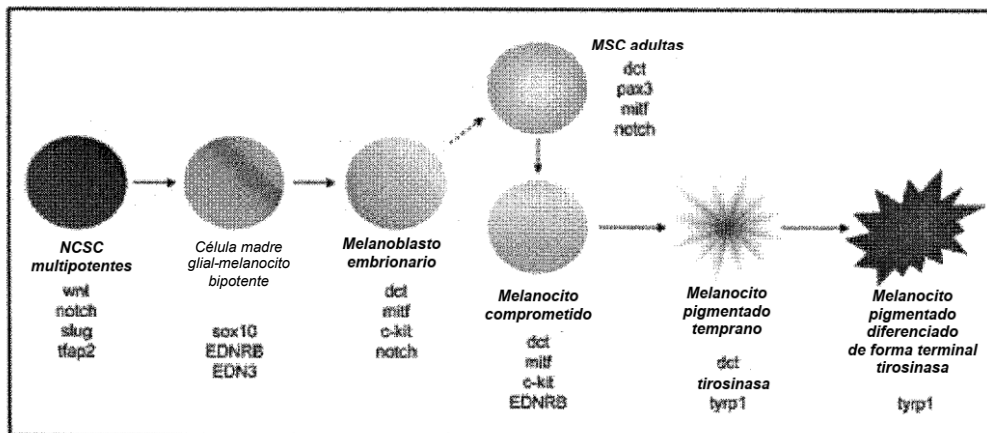 MSC adultas
dct
pax3
mitf
notch
NCSC
multipotentes
wnt
notch
slug
tfap2
Célula madre
glial-melanocito
bipotente
sox10
EDNRB
EDN3
Melanoblasto
embrionario
dct
mitf
c-kit
notch
Melanocito
comprometido
dct
mitf
c-kit
EDNRB
Melanocito
pigmentado
temprano
dct
tirosinasa
tyrp1
Melanocito
pigmentado
diferenciado
de forma terminal
tirosinasa
tyrp1